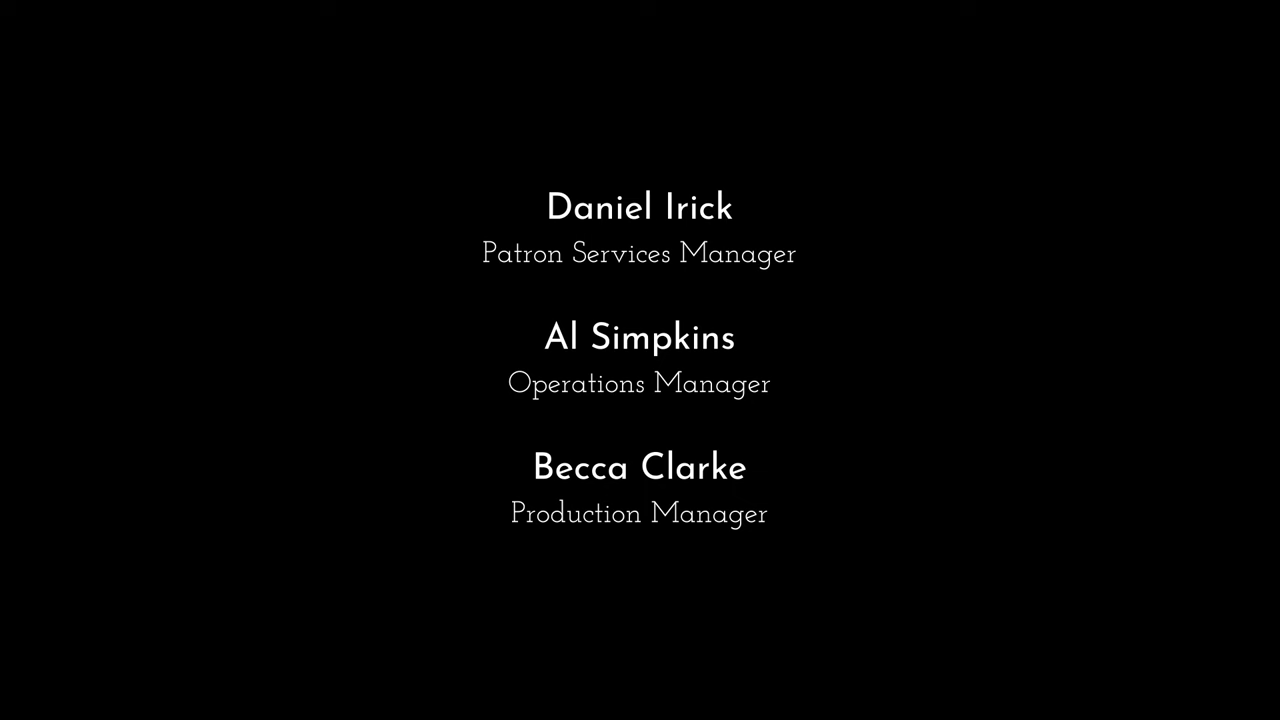 Daniel Irick
Patron Services Manager
Al Simpkins
Operations Manager
Becca Clarke
Production Manager